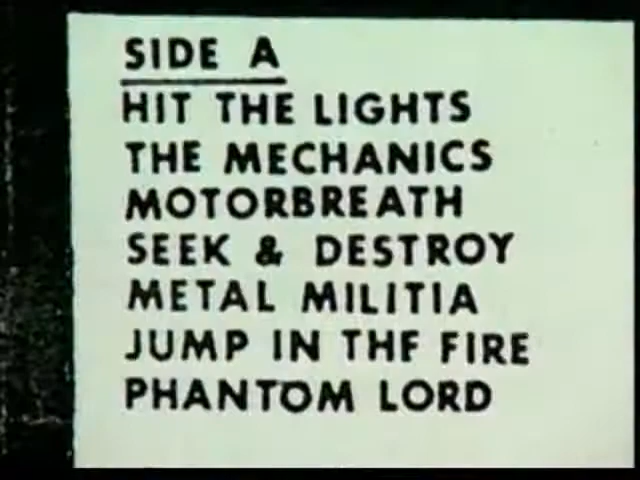 SIDE A
HIT THE LIGHTS
THE MECHANICS
MOTORBREATH
SEEK & DESTROY
METAL MILITIA
JUMP IN THF FIRE
PHANTOM LORD